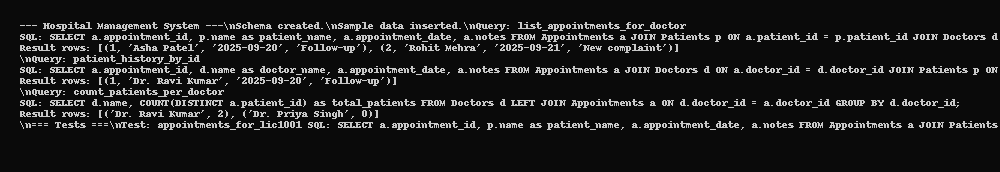 --- Hospital Management System ---\nSchema created.\nSample data inserted.\nQuery: list_appointments_for_doctor
SQL: SELECT a.appointment_id, p.name as patient_name, a.appointment_date, a.notes FROM Appointments a JOIN Patients p ON a.patient_id = p.patient_id JOIN Doctors d
Result rows: [(1, 'Asha Patel', '2025-09-20', 'Follow-up'), (2, 'Rohit Mehra', '2025-09-21', 'New complaint')]
\nQuery: patient_history_by_id
SQL: SELECT a.appointment_id, d.name as doctor_name, a.appointment_date, a.notes FROM Appointments a JOIN Doctors d ON a.doctor_id = d.doctor_id JOIN Patients p ON
Result rows: [(1, 'Dr. Ravi Kumar', '2025-09-20', 'Follow-up')]
\nQuery: count_patients_per_doctor
SQL: SELECT d.name, COUNT(DISTINCT a.patient_id) as total_patients FROM Doctors d LEFT JOIN Appointments a ON d.doctor_id = a.doctor_id GROUP BY d.doctor_id;
Result rows: [('Dr. Ravi Kumar', 2), ('Dr. Priya Singh', 0)]
\n=== Tests ===\nTest: appointments_for_lic1001 SQL: SELECT a.appointment_id, p.name as patient_name, a.appointment_date, a.notes FROM Appointments a JOIN Patients